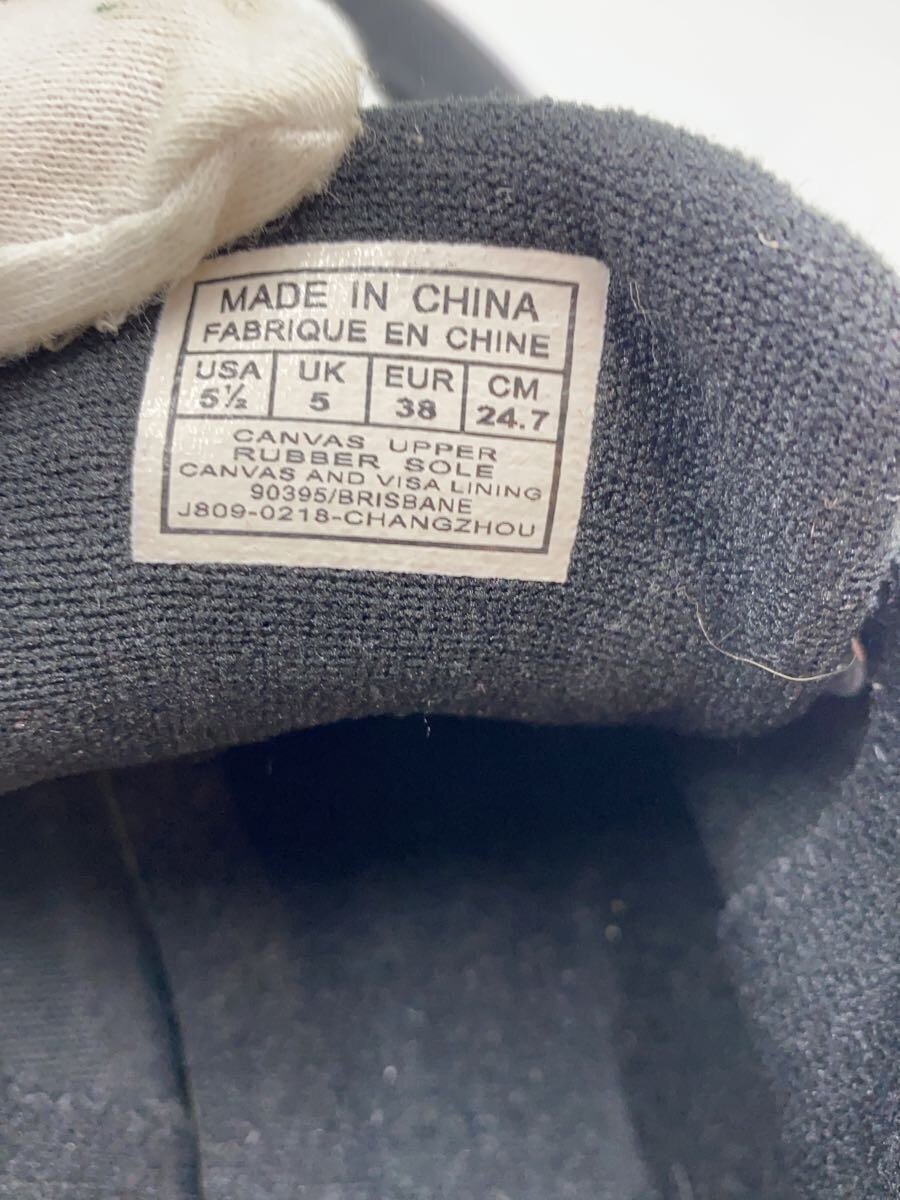 MADE IN CHINA
FABRIQUE EN CHINE
USA UK EUR CM
5½ 5 38 24.7
CANVAS UPPER
RUBBER SOLE
CANVAS AND VISA LINING
90395/BRISBANE
J809-0218-CHANGZHOU